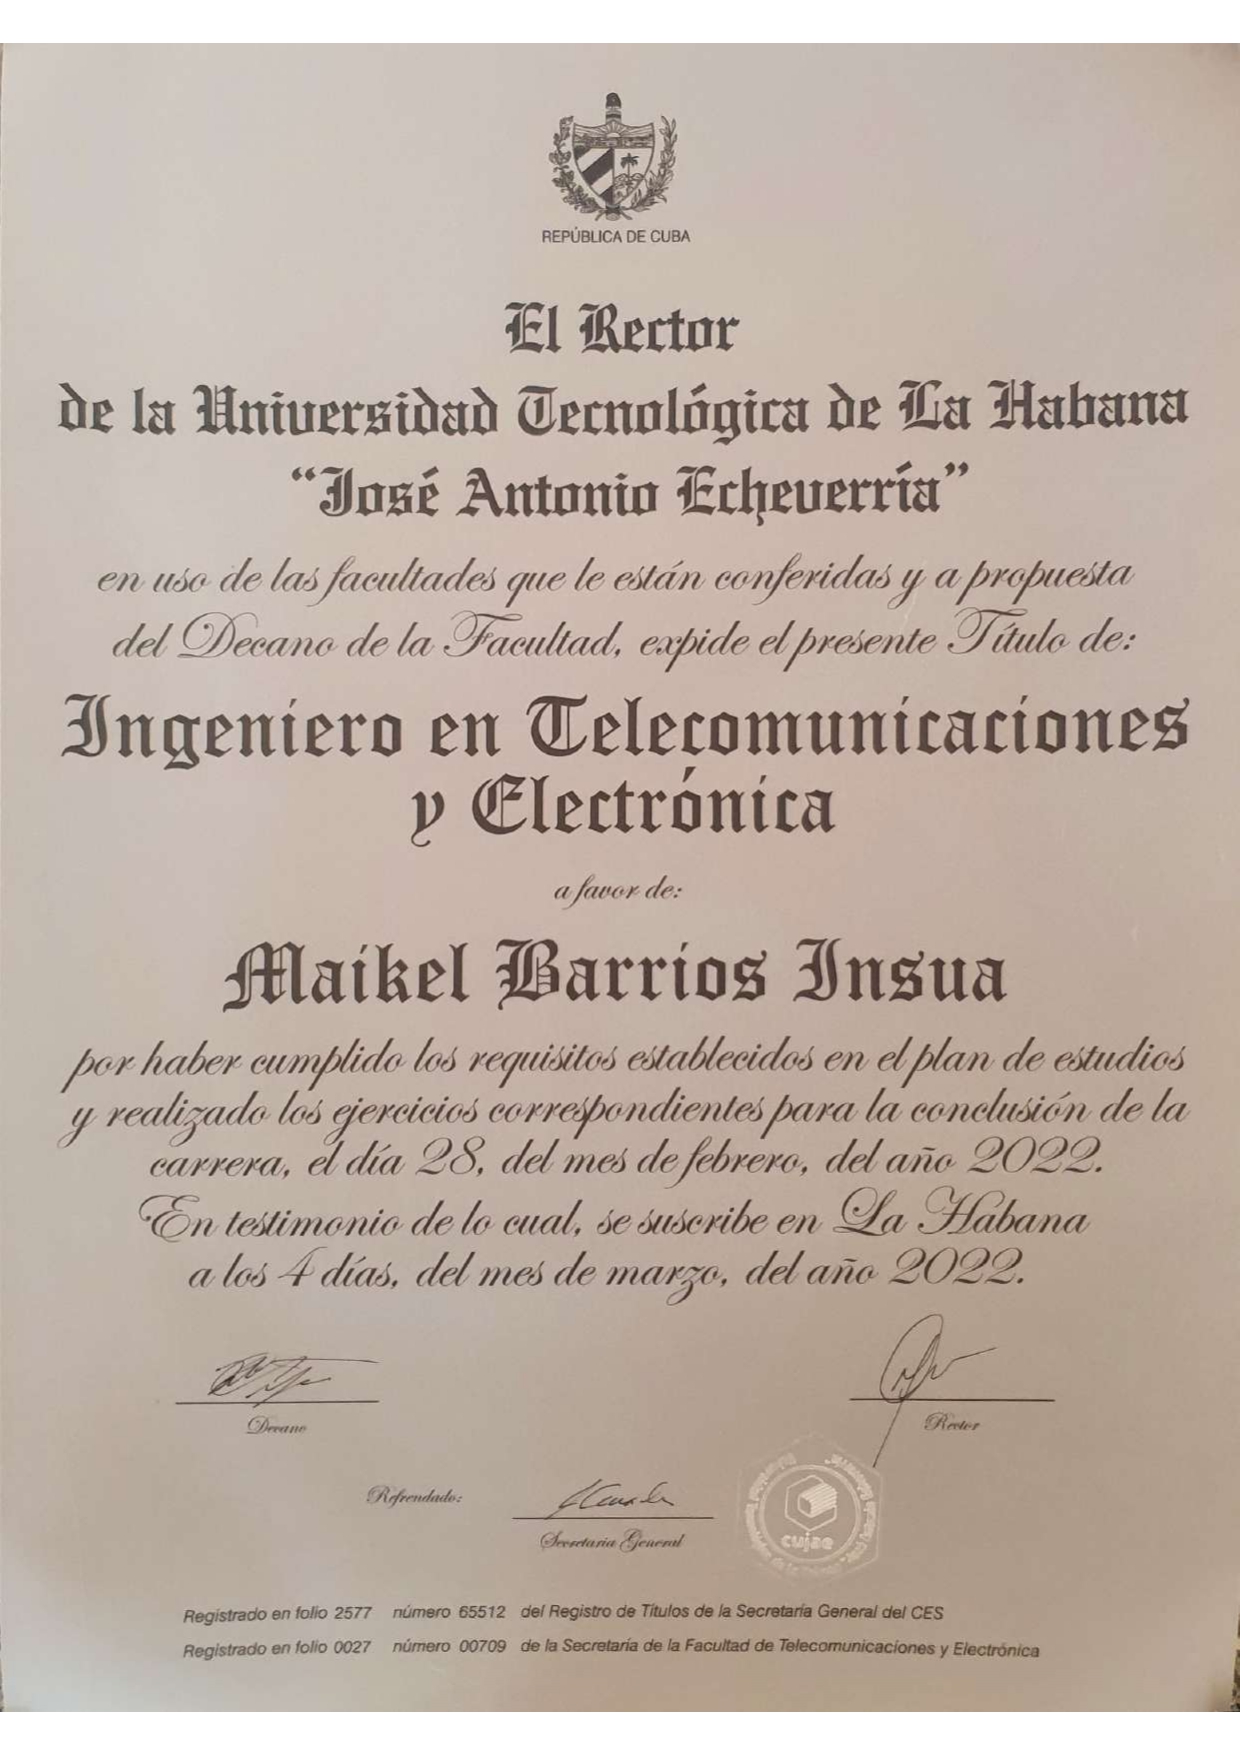 REPÚBLICA DE CUBA
El Rector
de la Universidad Tecnológica de La Habana
“José Antonio Echeverría”
en uso de las facultades que le están conferidas y a propuesta
del Decano de la Facultad, expide el presente Título de:
Ingeniero en Telecomunicaciones
y Electrónica
a favor de:
Maikel Barrios Insua
por haber cumplido los requisitos establecidos en el plan de estudios
y realizado los ejercicios correspondientes para la conclusión de la
carrera, el día 28, del mes de febrero, del año 2022.
En testimonio de lo cual, se suscribe en La Habana
a los 4 días, del mes de marzo, del año 2022.
Decano
Rector
Refrendado:
Secretaria General
cujae
Registrado en folio 2577 número 65512 del Registro de Títulos de la Secretaría General del CES
Registrado en folio 0027 número 00709 de la Secretaría de la Facultad de Telecomunicaciones y Electrónica